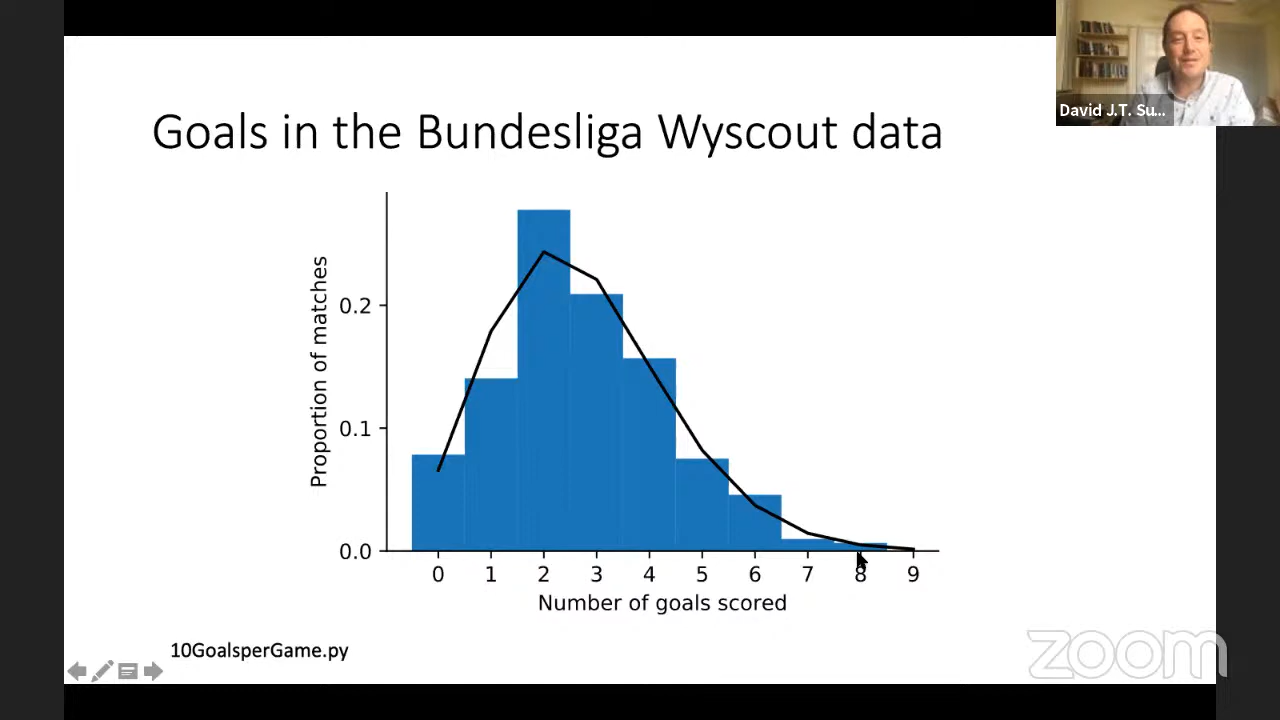 David J.T. Su...
Goals in the Bundesliga Wyscout data
Proportion of matches
0.2
0.1
0.0
0 1 2 3 4 5 6 7 8 9
Number of goals scored
10GoalsperGame.py
zoom